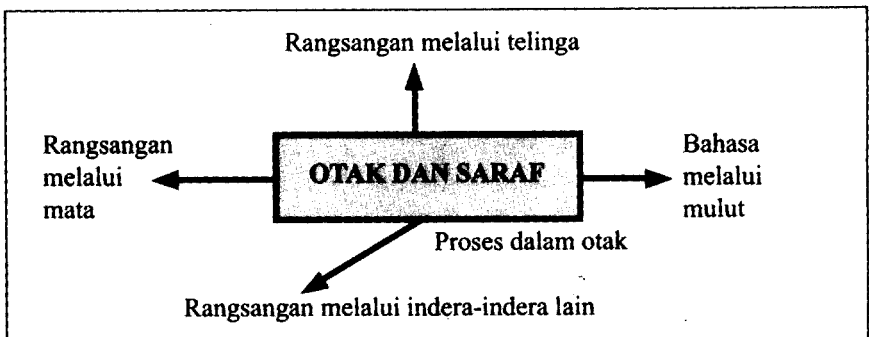 Rangsangan melalui telinga
Rangsangan
melalui
mata
OTAK DAN SARAF
Bahasa
melalui
mulut
Proses dalam otak
Rangsangan melalui indera-indera lain